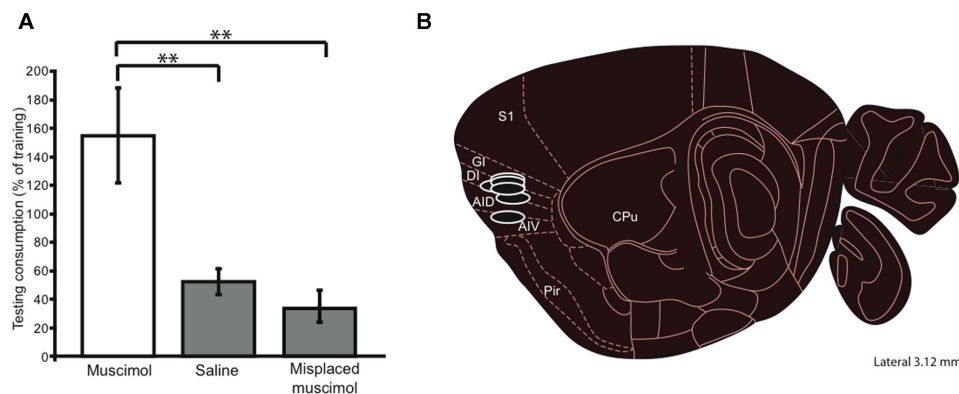 A
**
**
Testing consumption (% of training)
200
180
160
140
120
100
80
60
40
20
0
Muscimol
Saline
Misplaced
muscimol
B
S1
GI
DI
AID
AIV
CPu
Pir
Lateral 3.12 mm